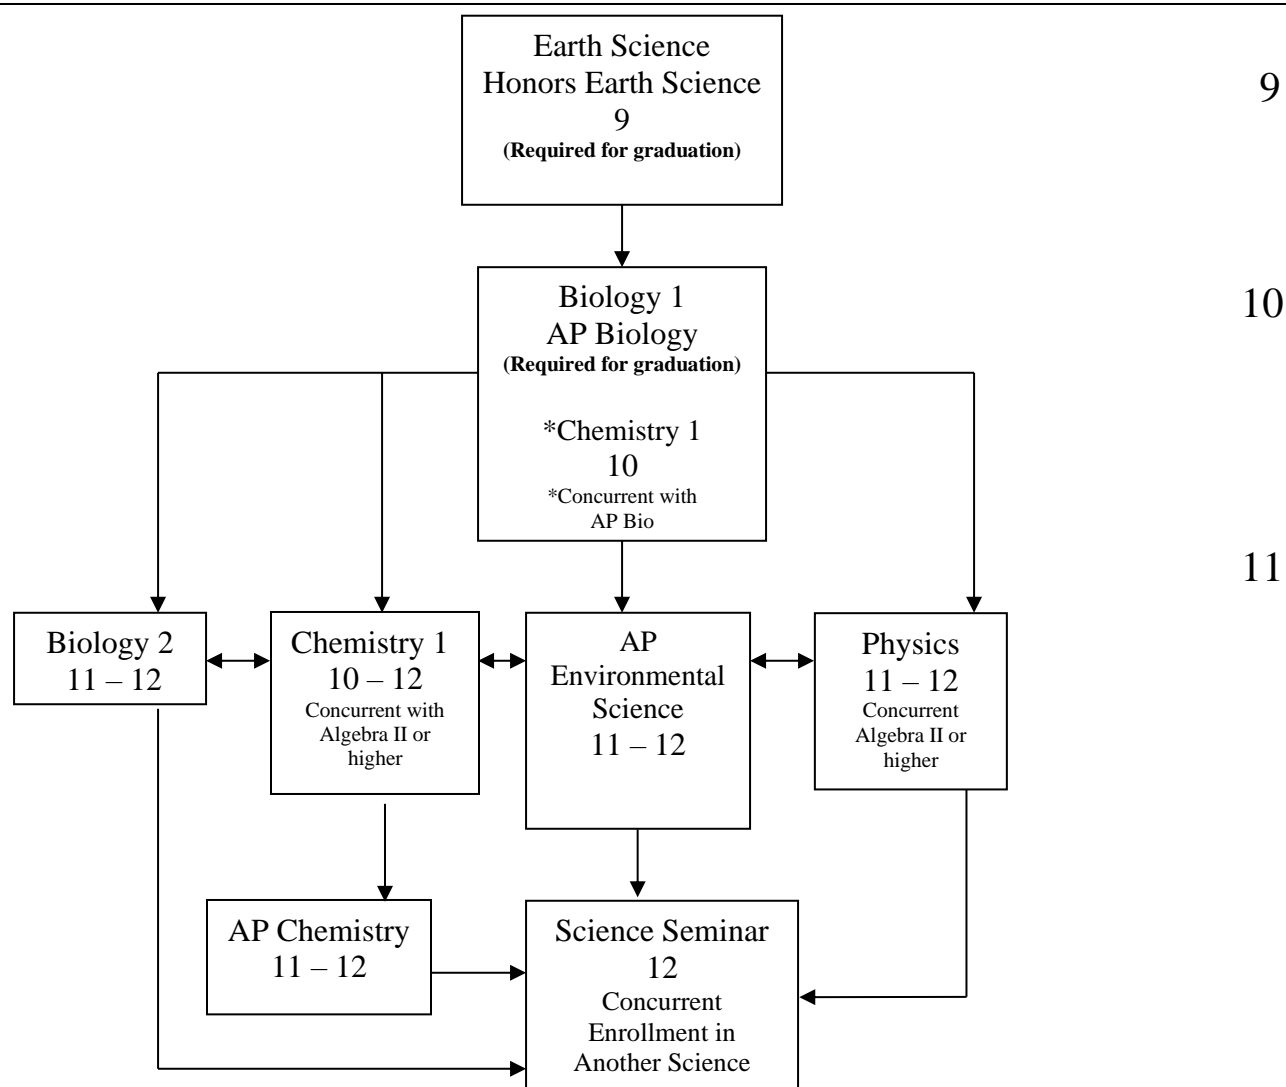 Earth Science
Honors Earth Science
9
(Required for graduation)
9
Biology 1
AP Biology
(Required for graduation)
*Chemistry 1
10
*Concurrent with
AP Bio
10
11
Biology 2
11 – 12
Chemistry 1
10 – 12
Concurrent with
Algebra II or
higher
AP
Environmental
Science
11 – 12
Physics
11 – 12
Concurrent
Algebra II or
higher
AP Chemistry
11 – 12
Science Seminar
12
Concurrent
Enrollment in
Another Science